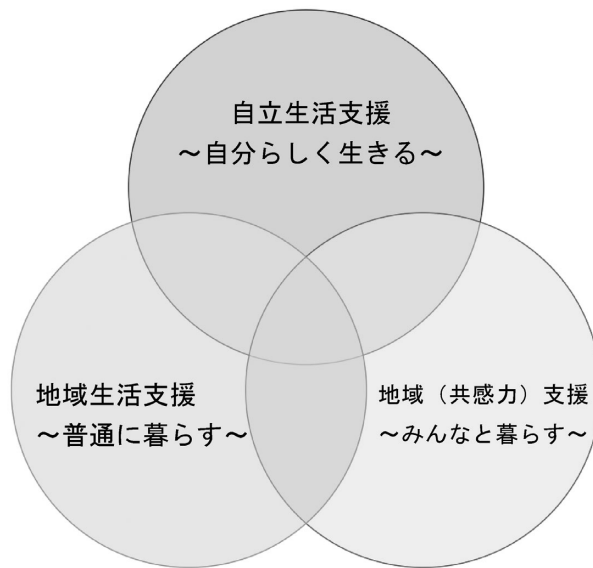 自立生活支援
～自分らしく生きる～
地域生活支援
～普通に暮らす～
地域（共感力）支援
～みんなと暮らす～